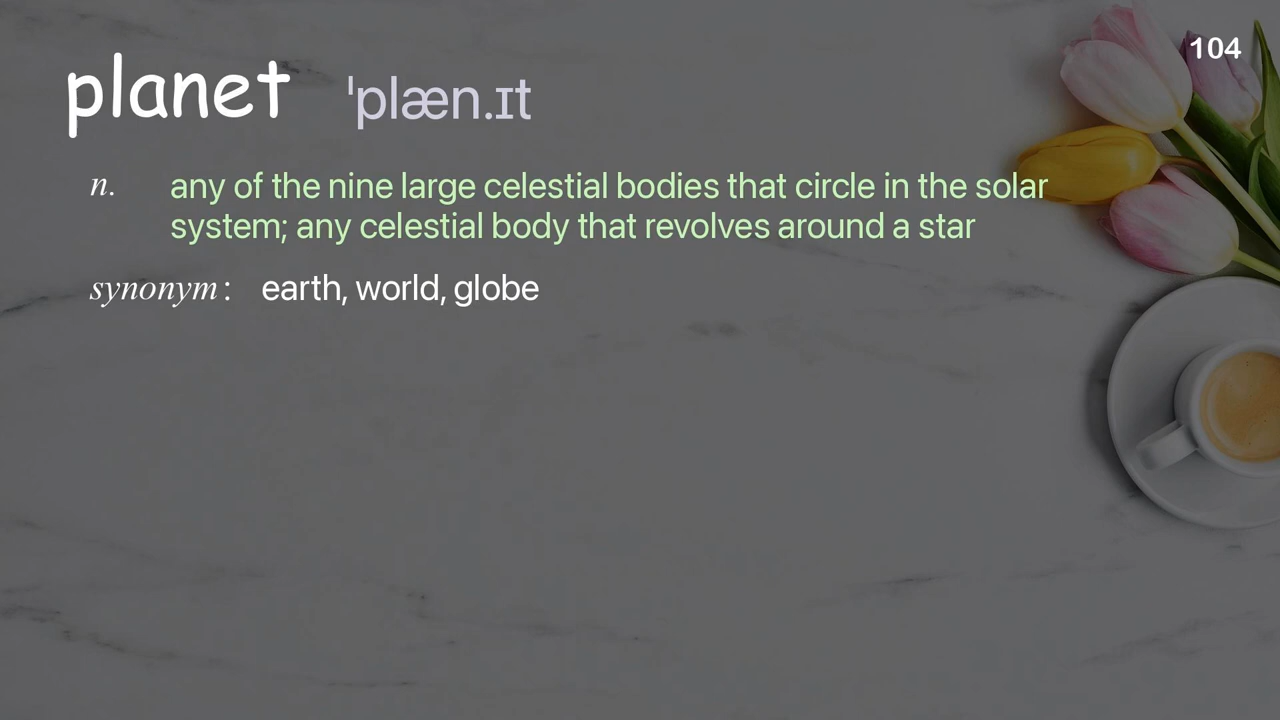 104
planet ˈplæn.ɪt
n. any of the nine large celestial bodies that circle in the solar
system; any celestial body that revolves around a star
synonym : earth, world, globe